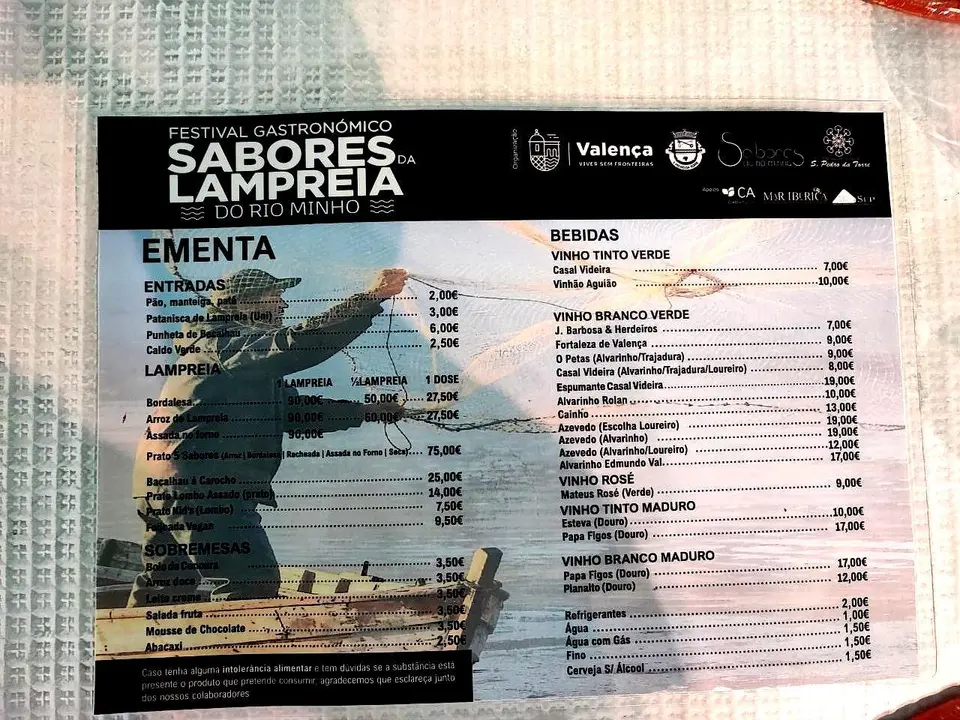 FESTIVAL GASTRONÓMICO
SABORES DA
LAMPREIA
DO RIO MINHO
Organização
Valença
VIVER SEM FRONTEIRAS
Sabores
S. Pedro da Torre
Apoio
CA
MAR IBERICA
EMENTA
ENTRADAS
Pão, manteiga, paté 2,00€
Patanisca de Lampreia (Uni) 3,00€
Punheta de Bacalhau 6,00€
Caldo Verde 2,50€
LAMPREIA
1 LAMPREIA ½LAMPREIA 1 DOSE
Bordalesa 90,00€ 50,00€ 27,50€
Arroz de Lampreia 90,00€ 50,00€ 27,50€
Assada no forno 90,00€
Prato 5 Sabores (Arroz | Bordalesa | Recheada | Assada no Forno | Seca) 75,00€
Bacalhau à Carocho 25,00€
Prato Lombo Assado (prato) 14,00€
Prato Kid's (Lombo) 7,50€
Feijoada Vegan 9,50€
SOBREMESAS
Bolo de Cenoura 3,50€
Arroz doce 3,50€
Leite creme 3,50€
Salada fruta 3,50€
Mousse de Chocolate 3,50€
Abacaxi 2,50€
Caso tenha alguma intolerância alimentar e tem dúvidas se a substância está
presente o produto que pretende consumir, agradecemos que esclareça junto
dos nossos colaboradores
BEBIDAS
VINHO TINTO VERDE
Casal Videira 7,00€
Vinhão Aguião 10,00€
VINHO BRANCO VERDE
J. Barbosa & Herdeiros 7,00€
Fortaleza de Valença 9,00€
O Petas (Alvarinho/Trajadura) 9,00€
Casal Videira (Alvarinho/Trajadura/Loureiro) 8,00€
Espumante Casal Videira 19,00€
Alvarinho Rolan 10,00€
Cainho 13,00€
Azevedo (Escolha Loureiro) 19,00€
Azevedo (Alvarinho) 19,00€
Azevedo (Alvarinho/Loureiro) 12,00€
Alvarinho Edmundo Val 17,00€
VINHO ROSÉ
Mateus Rosé (Verde) 9,00€
VINHO TINTO MADURO
Esteva (Douro) 10,00€
Papa Figos (Douro) 17,00€
VINHO BRANCO MADURO
Papa Figos (Douro) 17,00€
Planalto (Douro) 12,00€
Refrigerantes 2,00€
Água 1,00€
Água com Gás 1,50€
Fino 1,50€
Cerveja S/ Álcool 1,50€